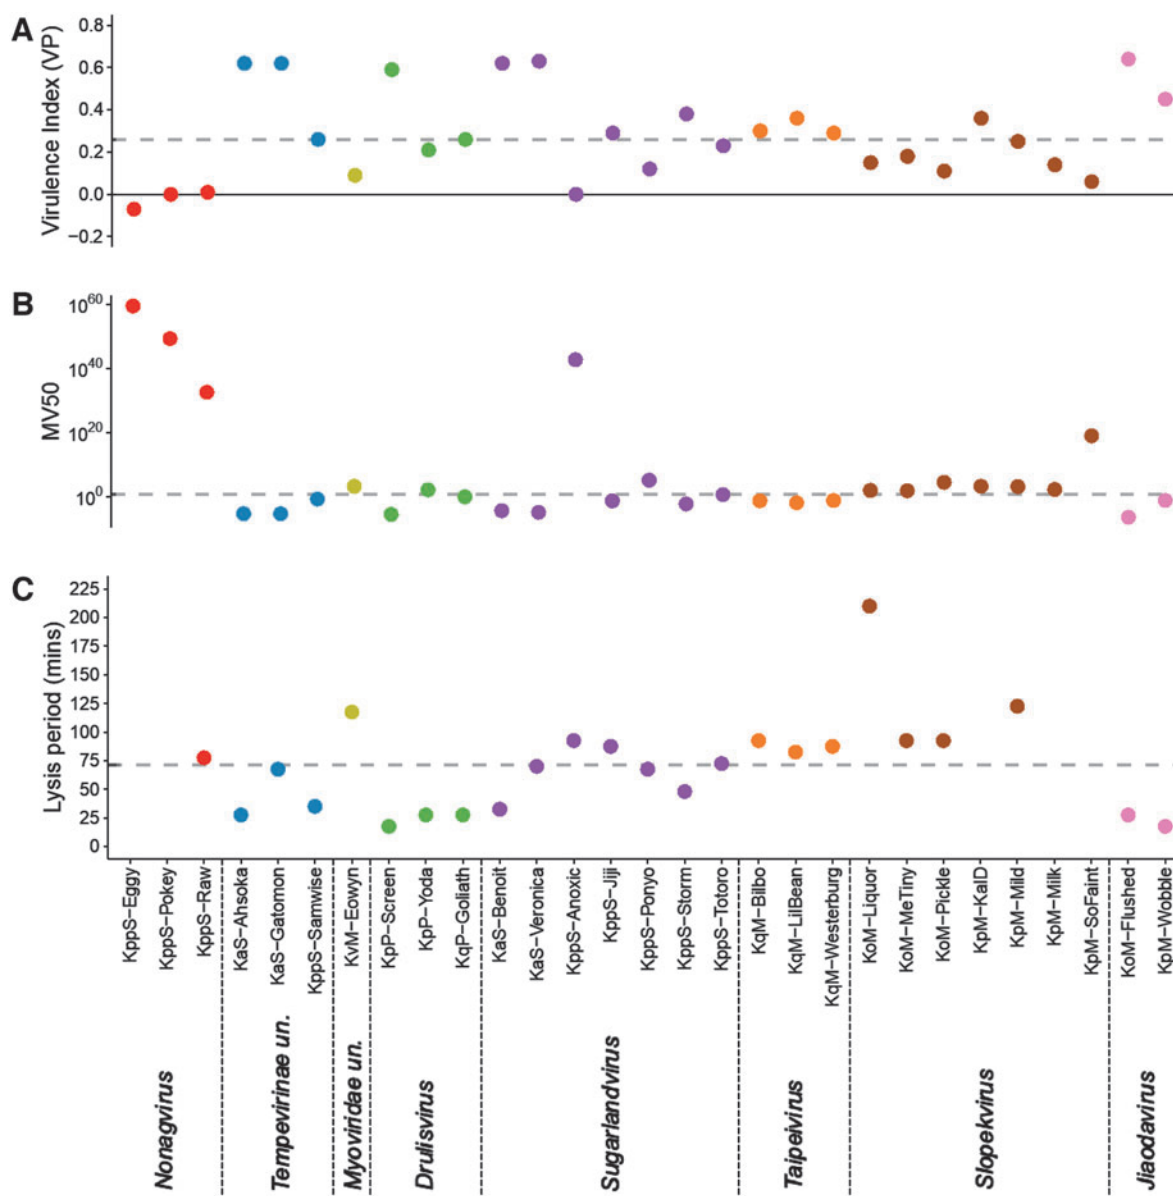 A
Virulence Index (VP)
0.8
0.6
0.4
0.2
0.0
−0.2
B
MV50
10^60
10^40
10^20
10^0
C
Lysis period (mins)
225
200
175
150
125
100
75
50
25
0
KppS−Eggy
KppS−Pokey
KppS−Raw
KaS−Ahsoka
KaS−Gatomon
KppS−Samwise
KvM−Eowyn
KpP−Screen
KpP−Yoda
KqP−Goliath
KaS−Benoit
KaS−Veronica
KppS−Anoxic
KppS−Jiji
KppS−Ponyo
KppS−Storm
KppS−Totoro
KqM−Bilbo
KqM−LilBean
KqM−Westerburg
KoM−Liquor
KoM−MeTiny
KoM−Pickle
KpM−KalD
KpM−Mild
KpM−Milk
KpM−SoFaint
KoM−Flushed
KpM−Wobble
Nonagvirus
Tempevirinae un.
Myoviridae un.
Drulisvirus
Sugarlandvirus
Taipeivirus
Slopekvirus
Jiaodavirus